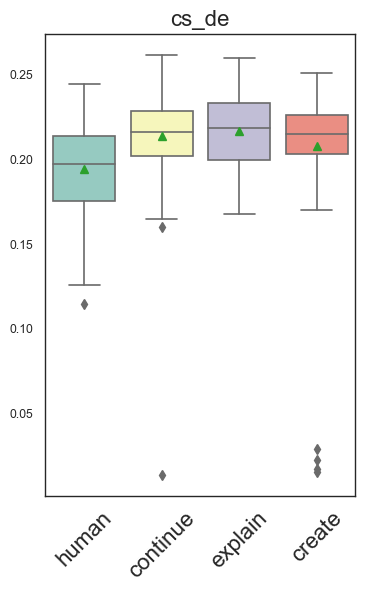 cs_de
0.25
0.20
0.15
0.10
0.05
human
continue
explain
create